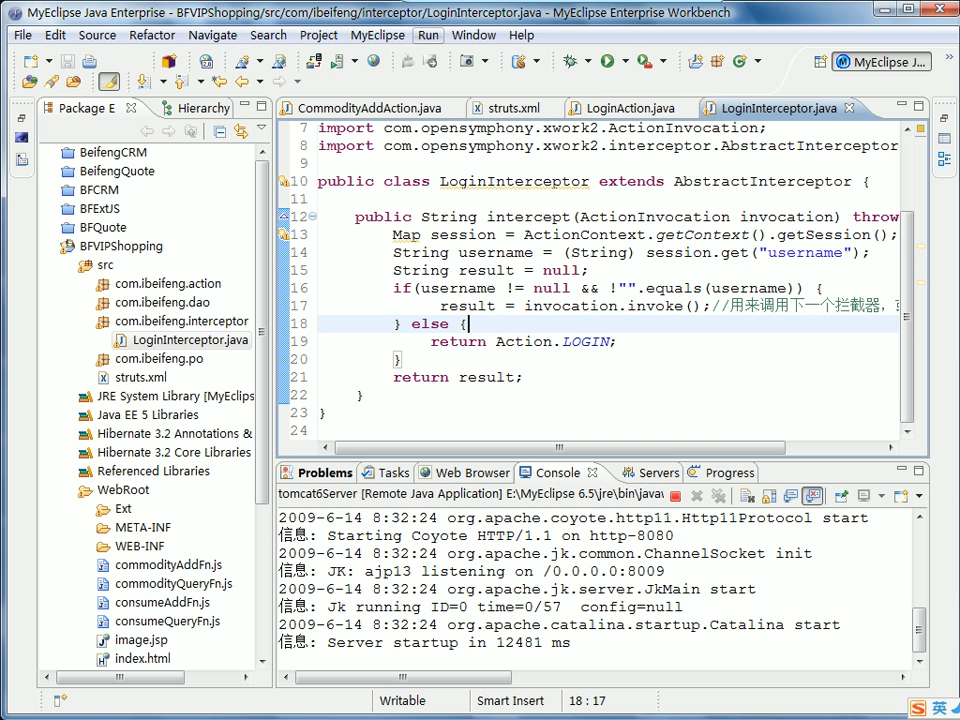 MyEclipse Java Enterprise - BFVIPShopping/src/com/ibeifeng/interceptor/LoginInterceptor.java - MyEclipse Enterprise Workbench
File Edit Source Refactor Navigate Search Project MyEclipse Run Window Help
MyEclipse J...
Package E
Hierarchy
BeifengCRM
BeifengQuote
BFCRM
BFExtJS
BFQuote
BFVIPShopping
src
com.ibeifeng.action
com.ibeifeng.dao
com.ibeifeng.interceptor
LoginInterceptor.java
com.ibeifeng.po
struts.xml
JRE System Library [MyEclips
Java EE 5 Libraries
Hibernate 3.2 Annotations &
Hibernate 3.2 Core Libraries
Referenced Libraries
WebRoot
Ext
META-INF
WEB-INF
commodityAddFn.js
commodityQueryFn.js
consumeAddFn.js
consumeQueryFn.js
image.jsp
index.html
CommodityAddAction.java struts.xml LoginAction.java LoginInterceptor.java
7 import com.opensymphony.xwork2.ActionInvocation;
8 import com.opensymphony.xwork2.interceptor.AbstractInterceptor
9
10 public class LoginInterceptor extends AbstractInterceptor {
11
12 public String intercept(ActionInvocation invocation) throw
13 Map session = ActionContext.getContext().getSession();
14 String username = (String) session.get("username");
15 String result = null;
16 if(username != null && !"".equals(username)) {
17 result = invocation.invoke();//用来调用下一个拦截器，
18 } else {
19 return Action.LOGIN;
20 }
21 return result;
22 }
23 }
24
Problems Tasks Web Browser Console Servers Progress
tomcat6Server [Remote Java Application] E:\MyEclipse 6.5\jre\bin\java
2009-6-14 8:32:24 org.apache.coyote.http11.Http11Protocol start
信息: Starting Coyote HTTP/1.1 on http-8080
2009-6-14 8:32:24 org.apache.jk.common.ChannelSocket init
信息: JK: ajp13 listening on /0.0.0.0:8009
2009-6-14 8:32:24 org.apache.jk.server.JkMain start
信息: Jk running ID=0 time=0/57 config=null
2009-6-14 8:32:24 org.apache.catalina.startup.Catalina start
信息: Server startup in 12481 ms
Writable Smart Insert 18 : 17
英